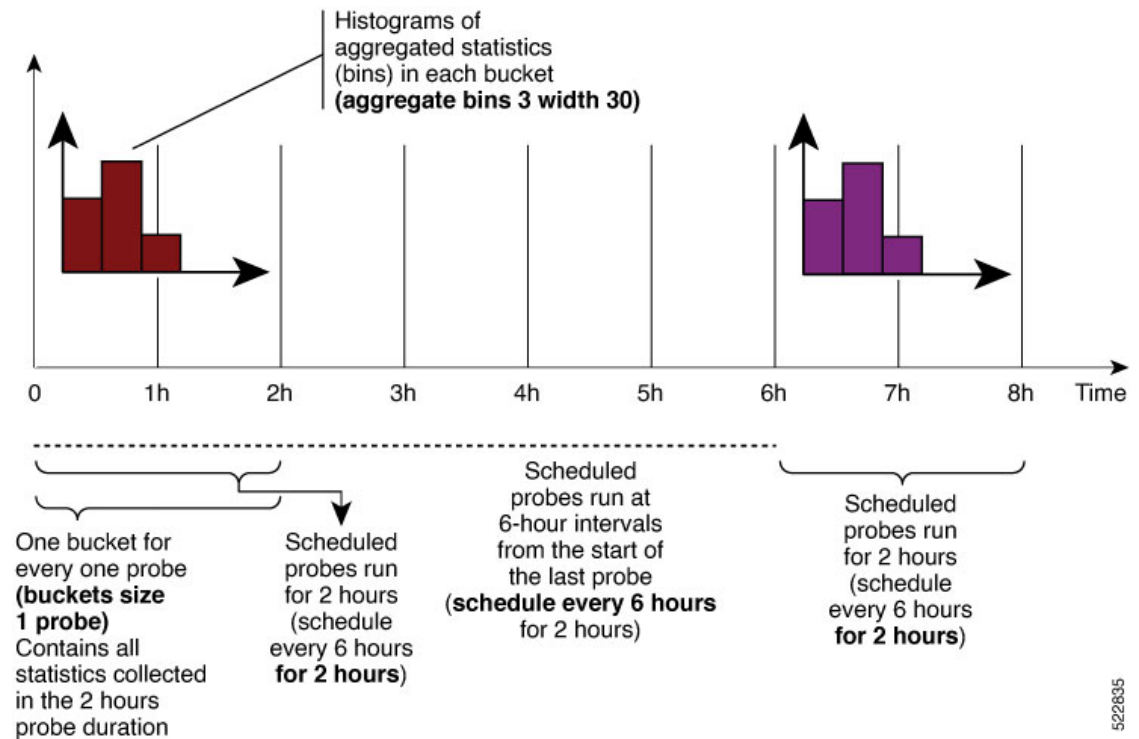 Histograms of
aggregated statistics
(bins) in each bucket
(aggregate bins 3 width 30)
0
1h
2h
3h
4h
5h
6h
7h
8h
Time
One bucket for
every one probe
(buckets size
1 probe)
Contains all
statistics collected
in the 2 hours
probe duration
Scheduled
probes run
for 2 hours
(schedule
every 6 hours
for 2 hours)
Scheduled
probes run at
6-hour intervals
from the start of
the last probe
(schedule every 6 hours
for 2 hours)
Scheduled
probes run
for 2 hours
(schedule
every 6 hours
for 2 hours)
522835